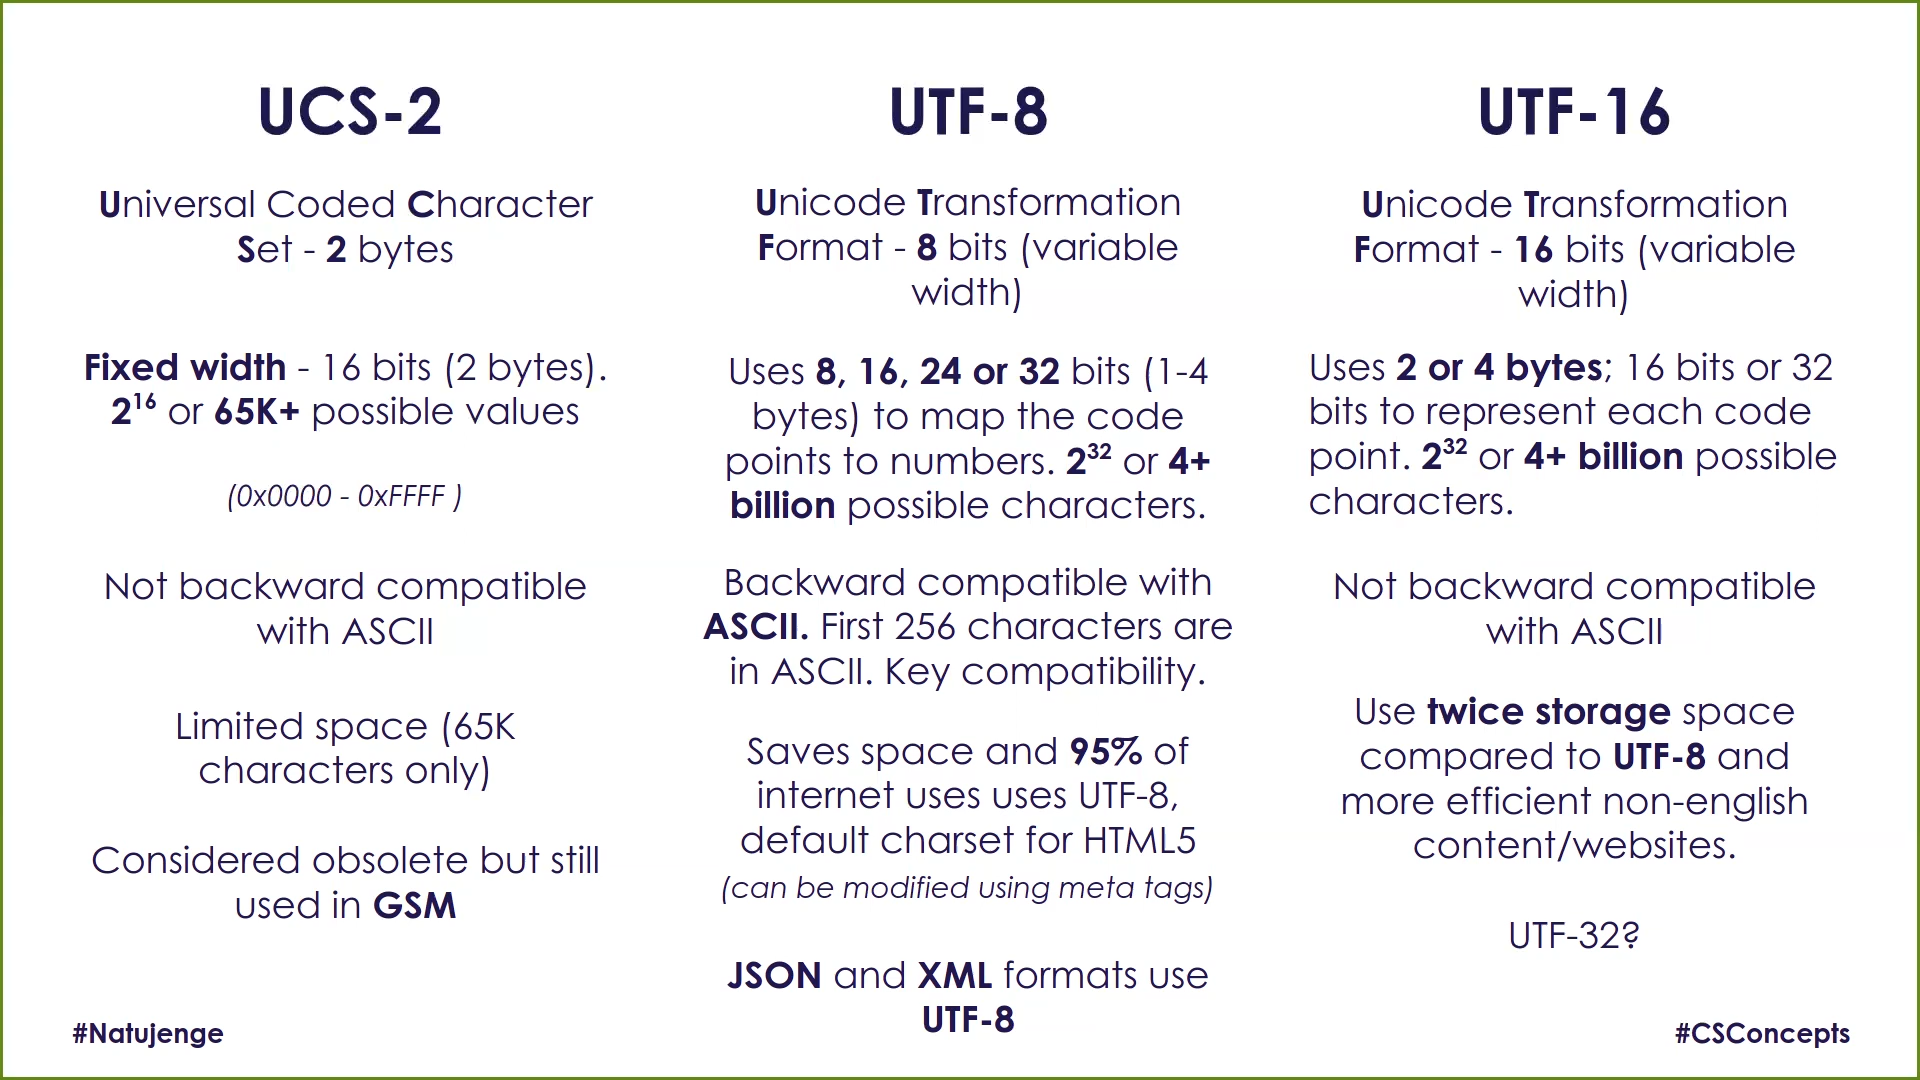 UCS-2
Universal Coded Character
Set - 2 bytes
Fixed width - 16 bits (2 bytes).
2¹⁶ or 65K+ possible values
(0x0000 - 0xFFFF )
Not backward compatible
with ASCII
Limited space (65K
characters only)
Considered obsolete but still
used in GSM
UTF-8
Unicode Transformation
Format - 8 bits (variable
width)
Uses 8, 16, 24 or 32 bits (1-4
bytes) to map the code
points to numbers. 2³² or 4+
billion possible characters.
Backward compatible with
ASCII. First 256 characters are
in ASCII. Key compatibility.
Saves space and 95% of
internet uses uses UTF-8,
default charset for HTML5
(can be modified using meta tags)
JSON and XML formats use
UTF-8
UTF-16
Unicode Transformation
Format - 16 bits (variable
width)
Uses 2 or 4 bytes; 16 bits or 32
bits to represent each code
point. 2³² or 4+ billion possible
characters.
Not backward compatible
with ASCII
Use twice storage space
compared to UTF-8 and
more efficient non-english
content/websites.
UTF-32?
#Natujenge
#CSConcepts